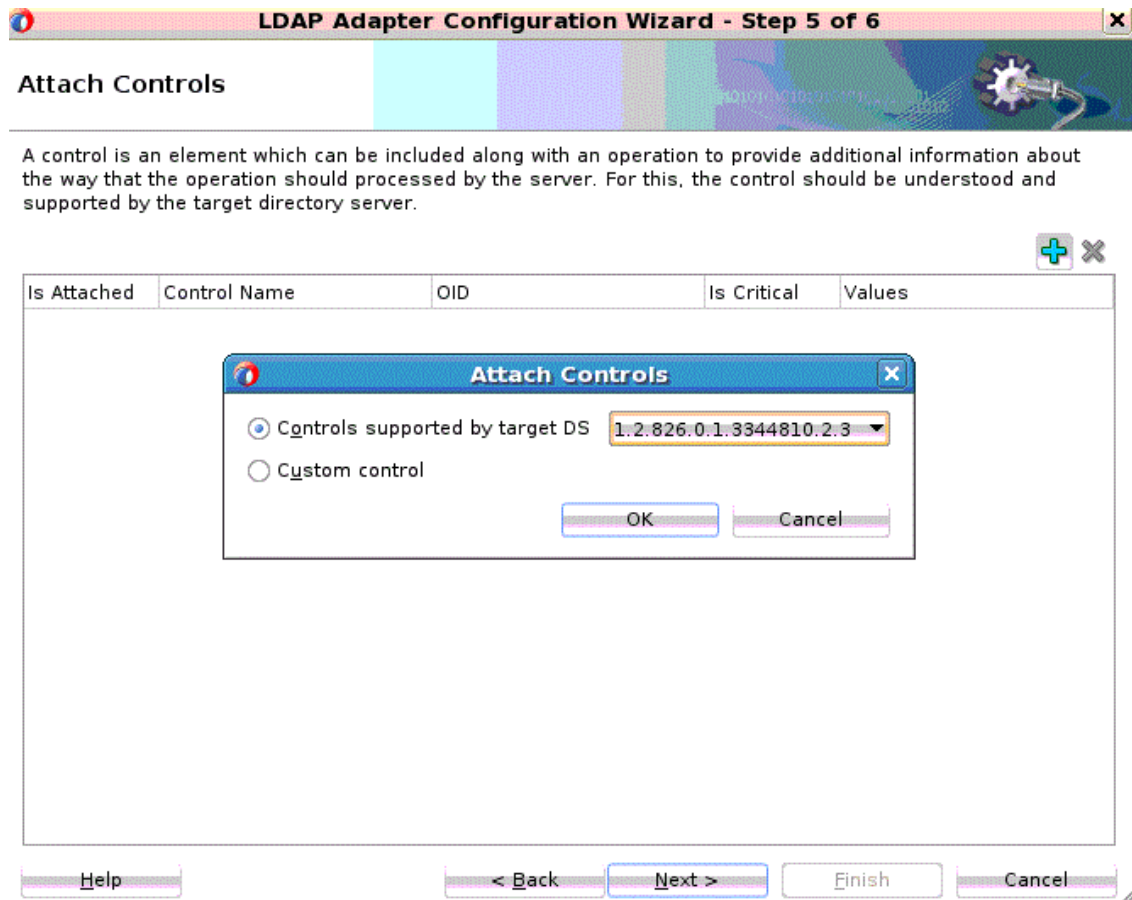 LDAP Adapter Configuration Wizard - Step 5 of 6
Attach Controls
A control is an element which can be included along with an operation to provide additional information about
the way that the operation should processed by the server. For this, the control should be understood and
supported by the target directory server.
Is Attached Control Name OID Is Critical Values
Attach Controls
Controls supported by target DS 1.2.826.0.1.3344810.2.3
Custom control
OK Cancel
Help < Back Next > Finish Cancel